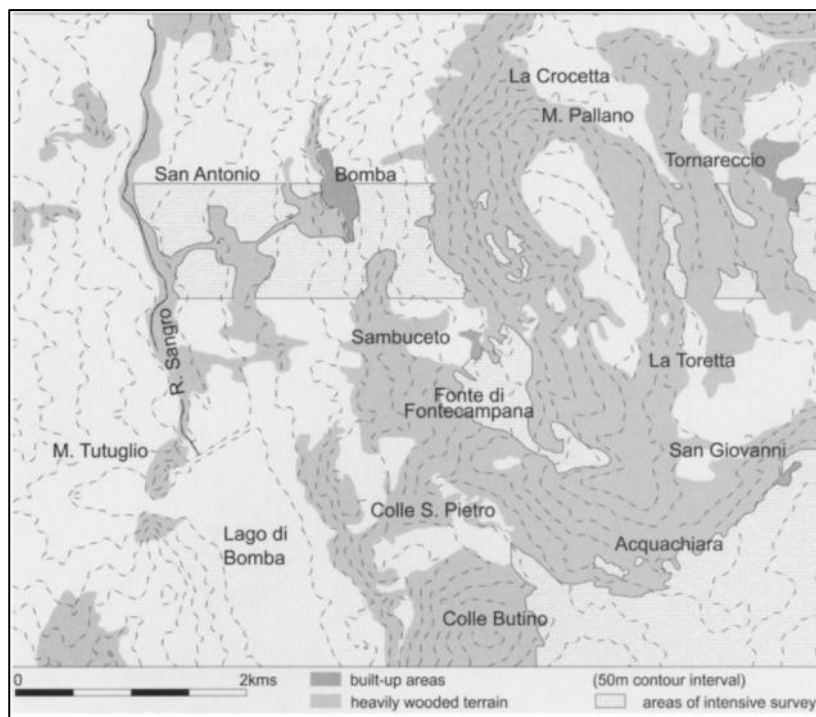 La Crocetta
M. Pallano
San Antonio
Bomba
Tornareccio
R. Sangro
Sambuceto
La Toretta
Fonte di
Fontecampana
M. Tutuglio
San Giovanni
Colle S. Pietro
Lago di
Bomba
Acquachiara
Colle Butino
0 2kms
built-up areas
(50m contour interval)
heavily wooded terrain
areas of intensive survey